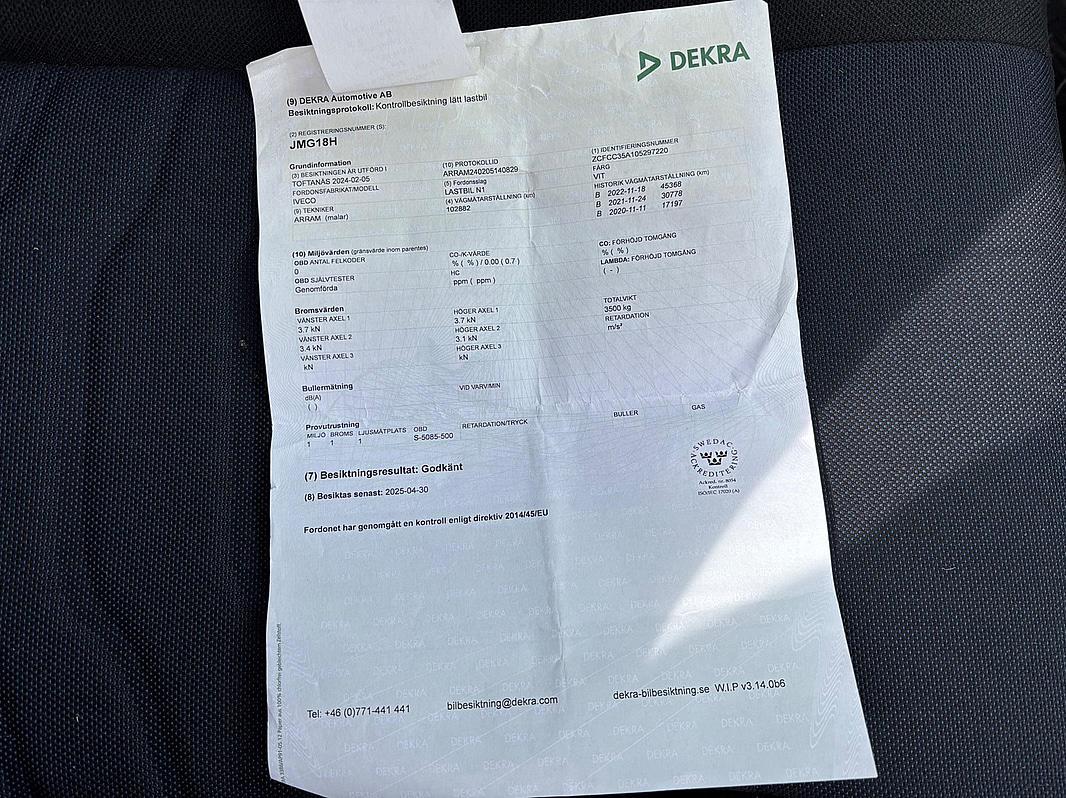 DEKRA
(9) DEKRA Automotive AB
Besiktningsprotokoll: Kontrollbesiktning lätt lastbil
(2) REGISTRERINGSNUMMER (S):
JMG18H
Grundinformation
(3) BESIKTNINGEN ÄR UTFÖRD I
TOFTANÄS 2024-02-05
FORDONSFABRIKAT/MODELL
IVECO
(9) TEKNIKER
ARRAM (malar)
(10) PROTOKOLLID
ARRAM240205140829
(5) Fordonsslag
LASTBIL N1
(4) VÄGMÄTARSTÄLLNING (km)
102882
(1) IDENTIFIERINGSNUMMER
ZCFCC35A105297220
FÄRG
VIT
HISTORIK VÄGMÄTARSTÄLLNING (km)
B 2022-11-18 45368
B 2021-11-24 30778
B 2020-11-11 17197
(10) Miljövärden (gränsvärde inom parentes)
OBD ANTAL FELKODER
0
OBD SJÄLVTESTER
Genomförda
CO-/K-VÄRDE
% ( % ) / 0.00 ( 0.7 )
HC
ppm ( ppm )
CO: FÖRHÖJD TOMGÅNG
% ( % )
LAMBDA: FÖRHÖJD TOMGÅNG
( - )
Bromsvärden
VÄNSTER AXEL 1
3.7 kN
VÄNSTER AXEL 2
3.4 kN
VÄNSTER AXEL 3
kN
HÖGER AXEL 1
3.7 kN
HÖGER AXEL 2
3.1 kN
HÖGER AXEL 3
kN
TOTALVIKT
3500 kg
RETARDATION
m/s²
Bullermätning
dB(A)
( )
VID VARV/MIN
Provutrustning
MILJÖ BROMS LJUSMÄTPLATS OBD RETARDATION/TRYCK BULLER GAS
1 1 1 S-5085-500
(7) Besiktningsresultat: Godkänt
(8) Besiktas senast: 2025-04-30
Fordonet har genomgått en kontroll enligt direktiv 2014/45/EU
SWEDAC
ACKREDITERING
Ackred. nr. 8054
Kontroll
ISO/IEC 17020 (A)
Tel: +46 (0)771-441 441 bilbesiktning@dekra.com dekra-bilbesiktning.se W.I.P v3.14.0b6